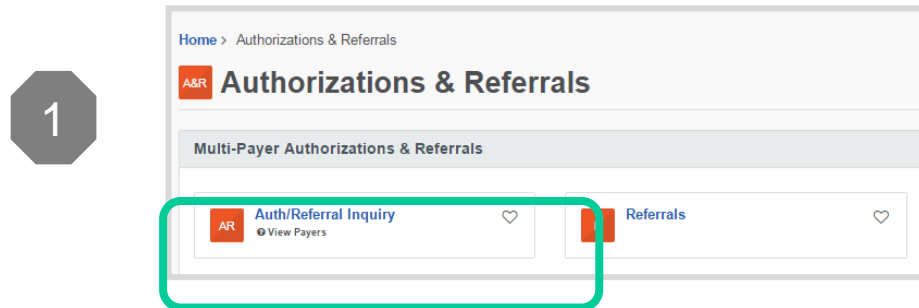 1
Home > Authorizations & Referrals
A&R Authorizations & Referrals
Multi-Payer Authorizations & Referrals
AR Auth/Referral Inquiry
View Payers
Referrals